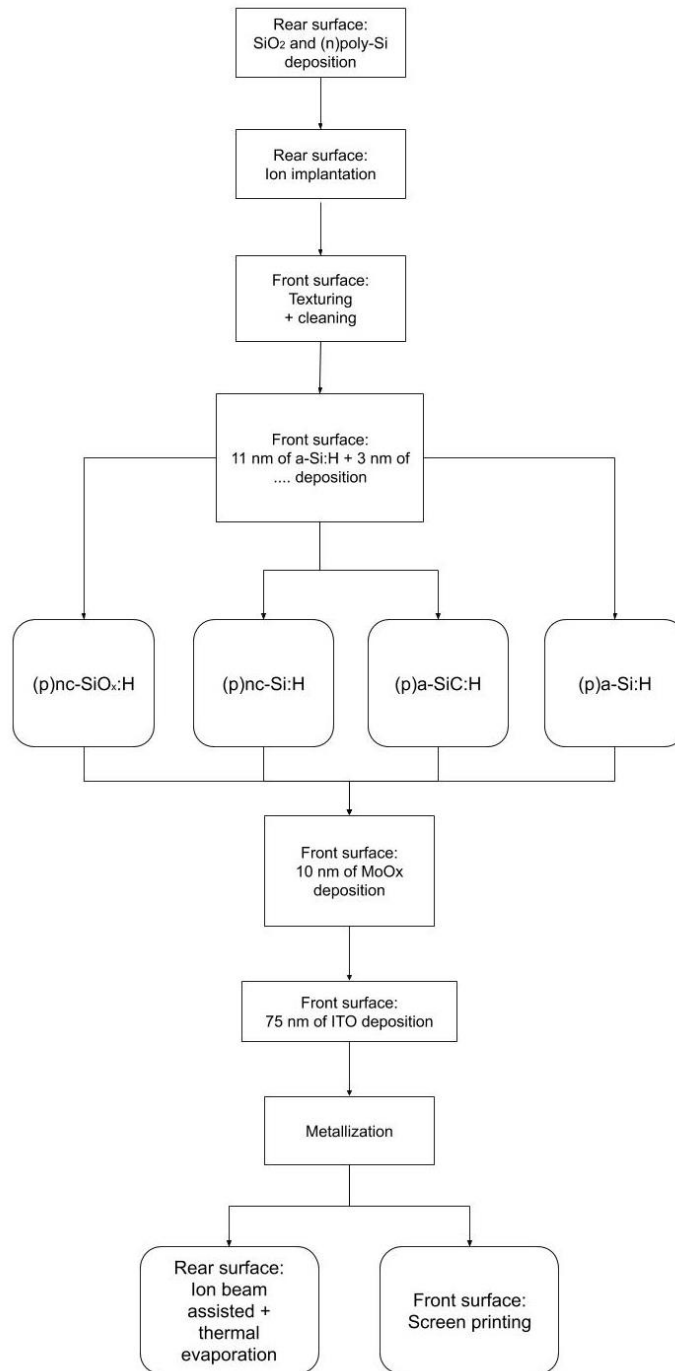 Rear surface:
SiO₂ and (n)poly-Si
deposition
Rear surface:
Ion implantation
Front surface:
Texturing
+ cleaning
Front surface:
11 nm of a-Si:H + 3 nm of
.... deposition
(p)nc-SiOₓ:H
(p)nc-Si:H
(p)a-SiC:H
(p)a-Si:H
Front surface:
10 nm of MoOx
deposition
Front surface:
75 nm of ITO deposition
Metallization
Rear surface:
Ion beam
assisted +
thermal
evaporation
Front surface:
Screen printing